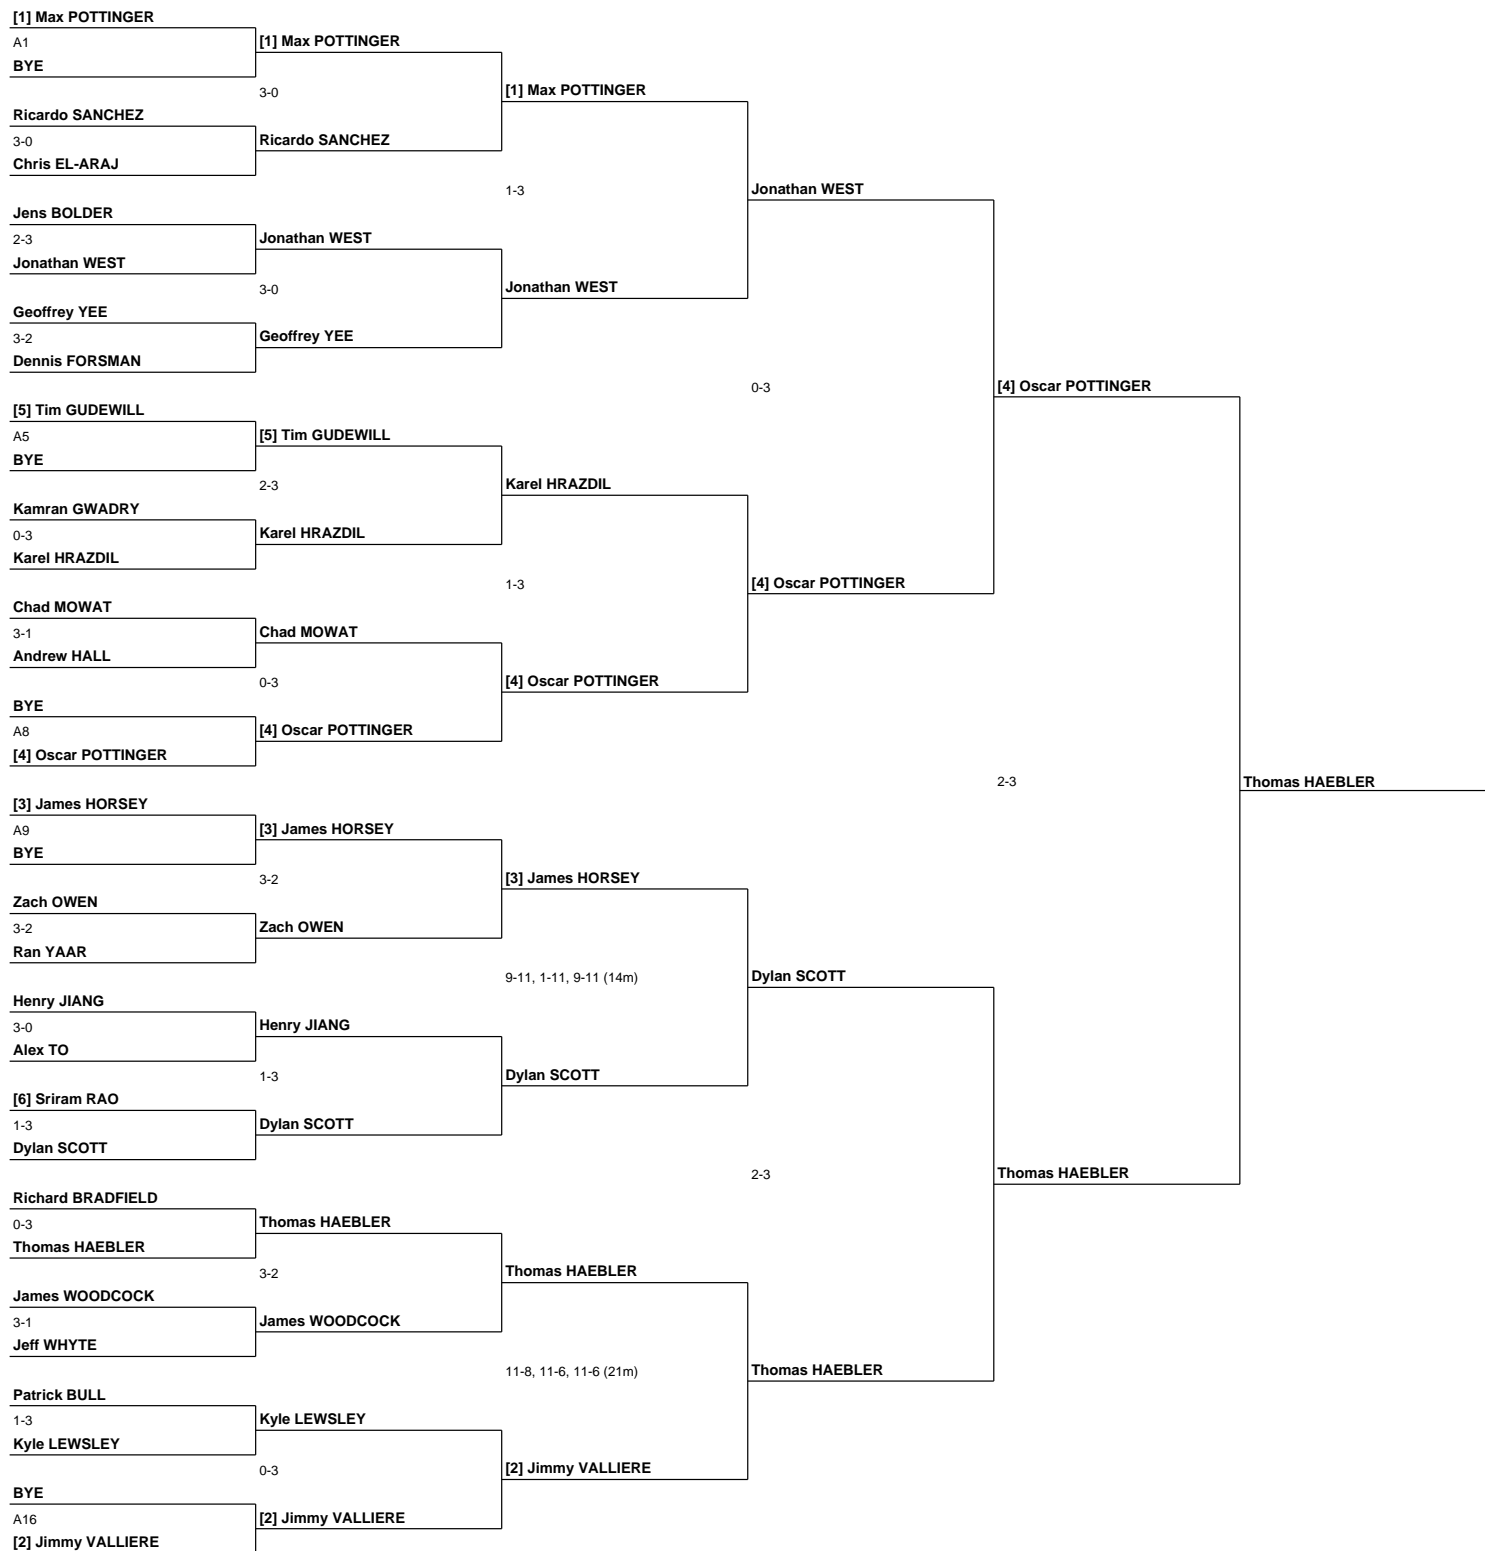 [1] Max POTTINGER
A1
BYE
Ricardo SANCHEZ
3-0
Chris EL-ARAJ
Jens BOLDER
2-3
Jonathan WEST
Geoffrey YEE
3-2
Dennis FORSMAN
[5] Tim GUDEWILL
A5
BYE
Kamran GWADRY
0-3
Karel HRAZDIL
Chad MOWAT
3-1
Andrew HALL
BYE
A8
[4] Oscar POTTINGER
[3] James HORSEY
A9
BYE
Zach OWEN
3-2
Ran YAAR
Henry JIANG
3-0
Alex TO
[6] Sriram RAO
1-3
Dylan SCOTT
Richard BRADFIELD
0-3
Thomas HAEBLER
James WOODCOCK
3-1
Jeff WHYTE
Patrick BULL
1-3
Kyle LEWSLEY
BYE
A16
[2] Jimmy VALLIERE
[1] Max POTTINGER
3-0
Ricardo SANCHEZ
Jonathan WEST
3-0
Geoffrey YEE
[5] Tim GUDEWILL
2-3
Karel HRAZDIL
Chad MOWAT
0-3
[4] Oscar POTTINGER
[3] James HORSEY
3-2
Zach OWEN
Henry JIANG
1-3
Dylan SCOTT
Thomas HAEBLER
3-2
James WOODCOCK
Kyle LEWSLEY
0-3
[2] Jimmy VALLIERE
[1] Max POTTINGER
1-3
Jonathan WEST
Karel HRAZDIL
1-3
[4] Oscar POTTINGER
[3] James HORSEY
9-11, 1-11, 9-11 (14m)
Dylan SCOTT
Thomas HAEBLER
11-8, 11-6, 11-6 (21m)
[2] Jimmy VALLIERE
Jonathan WEST
0-3
[4] Oscar POTTINGER
Dylan SCOTT
2-3
Thomas HAEBLER
[4] Oscar POTTINGER
2-3
Thomas HAEBLER
Thomas HAEBLER